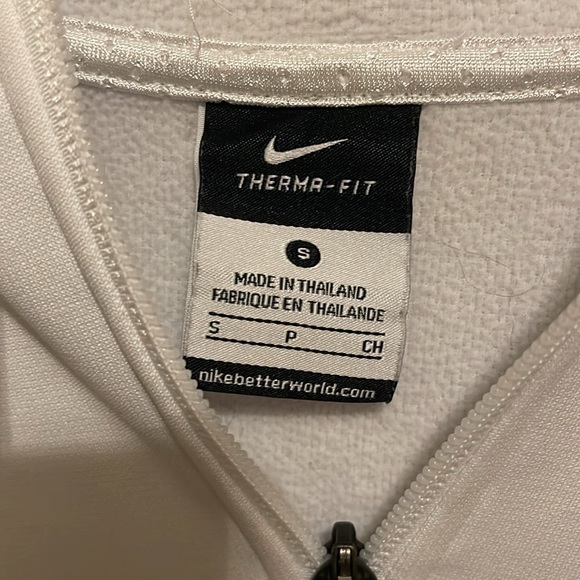 THERMA-FIT
S
MADE IN THAILAND
FABRIQUE EN THAILANDE
S P CH
nikebetterworld.com